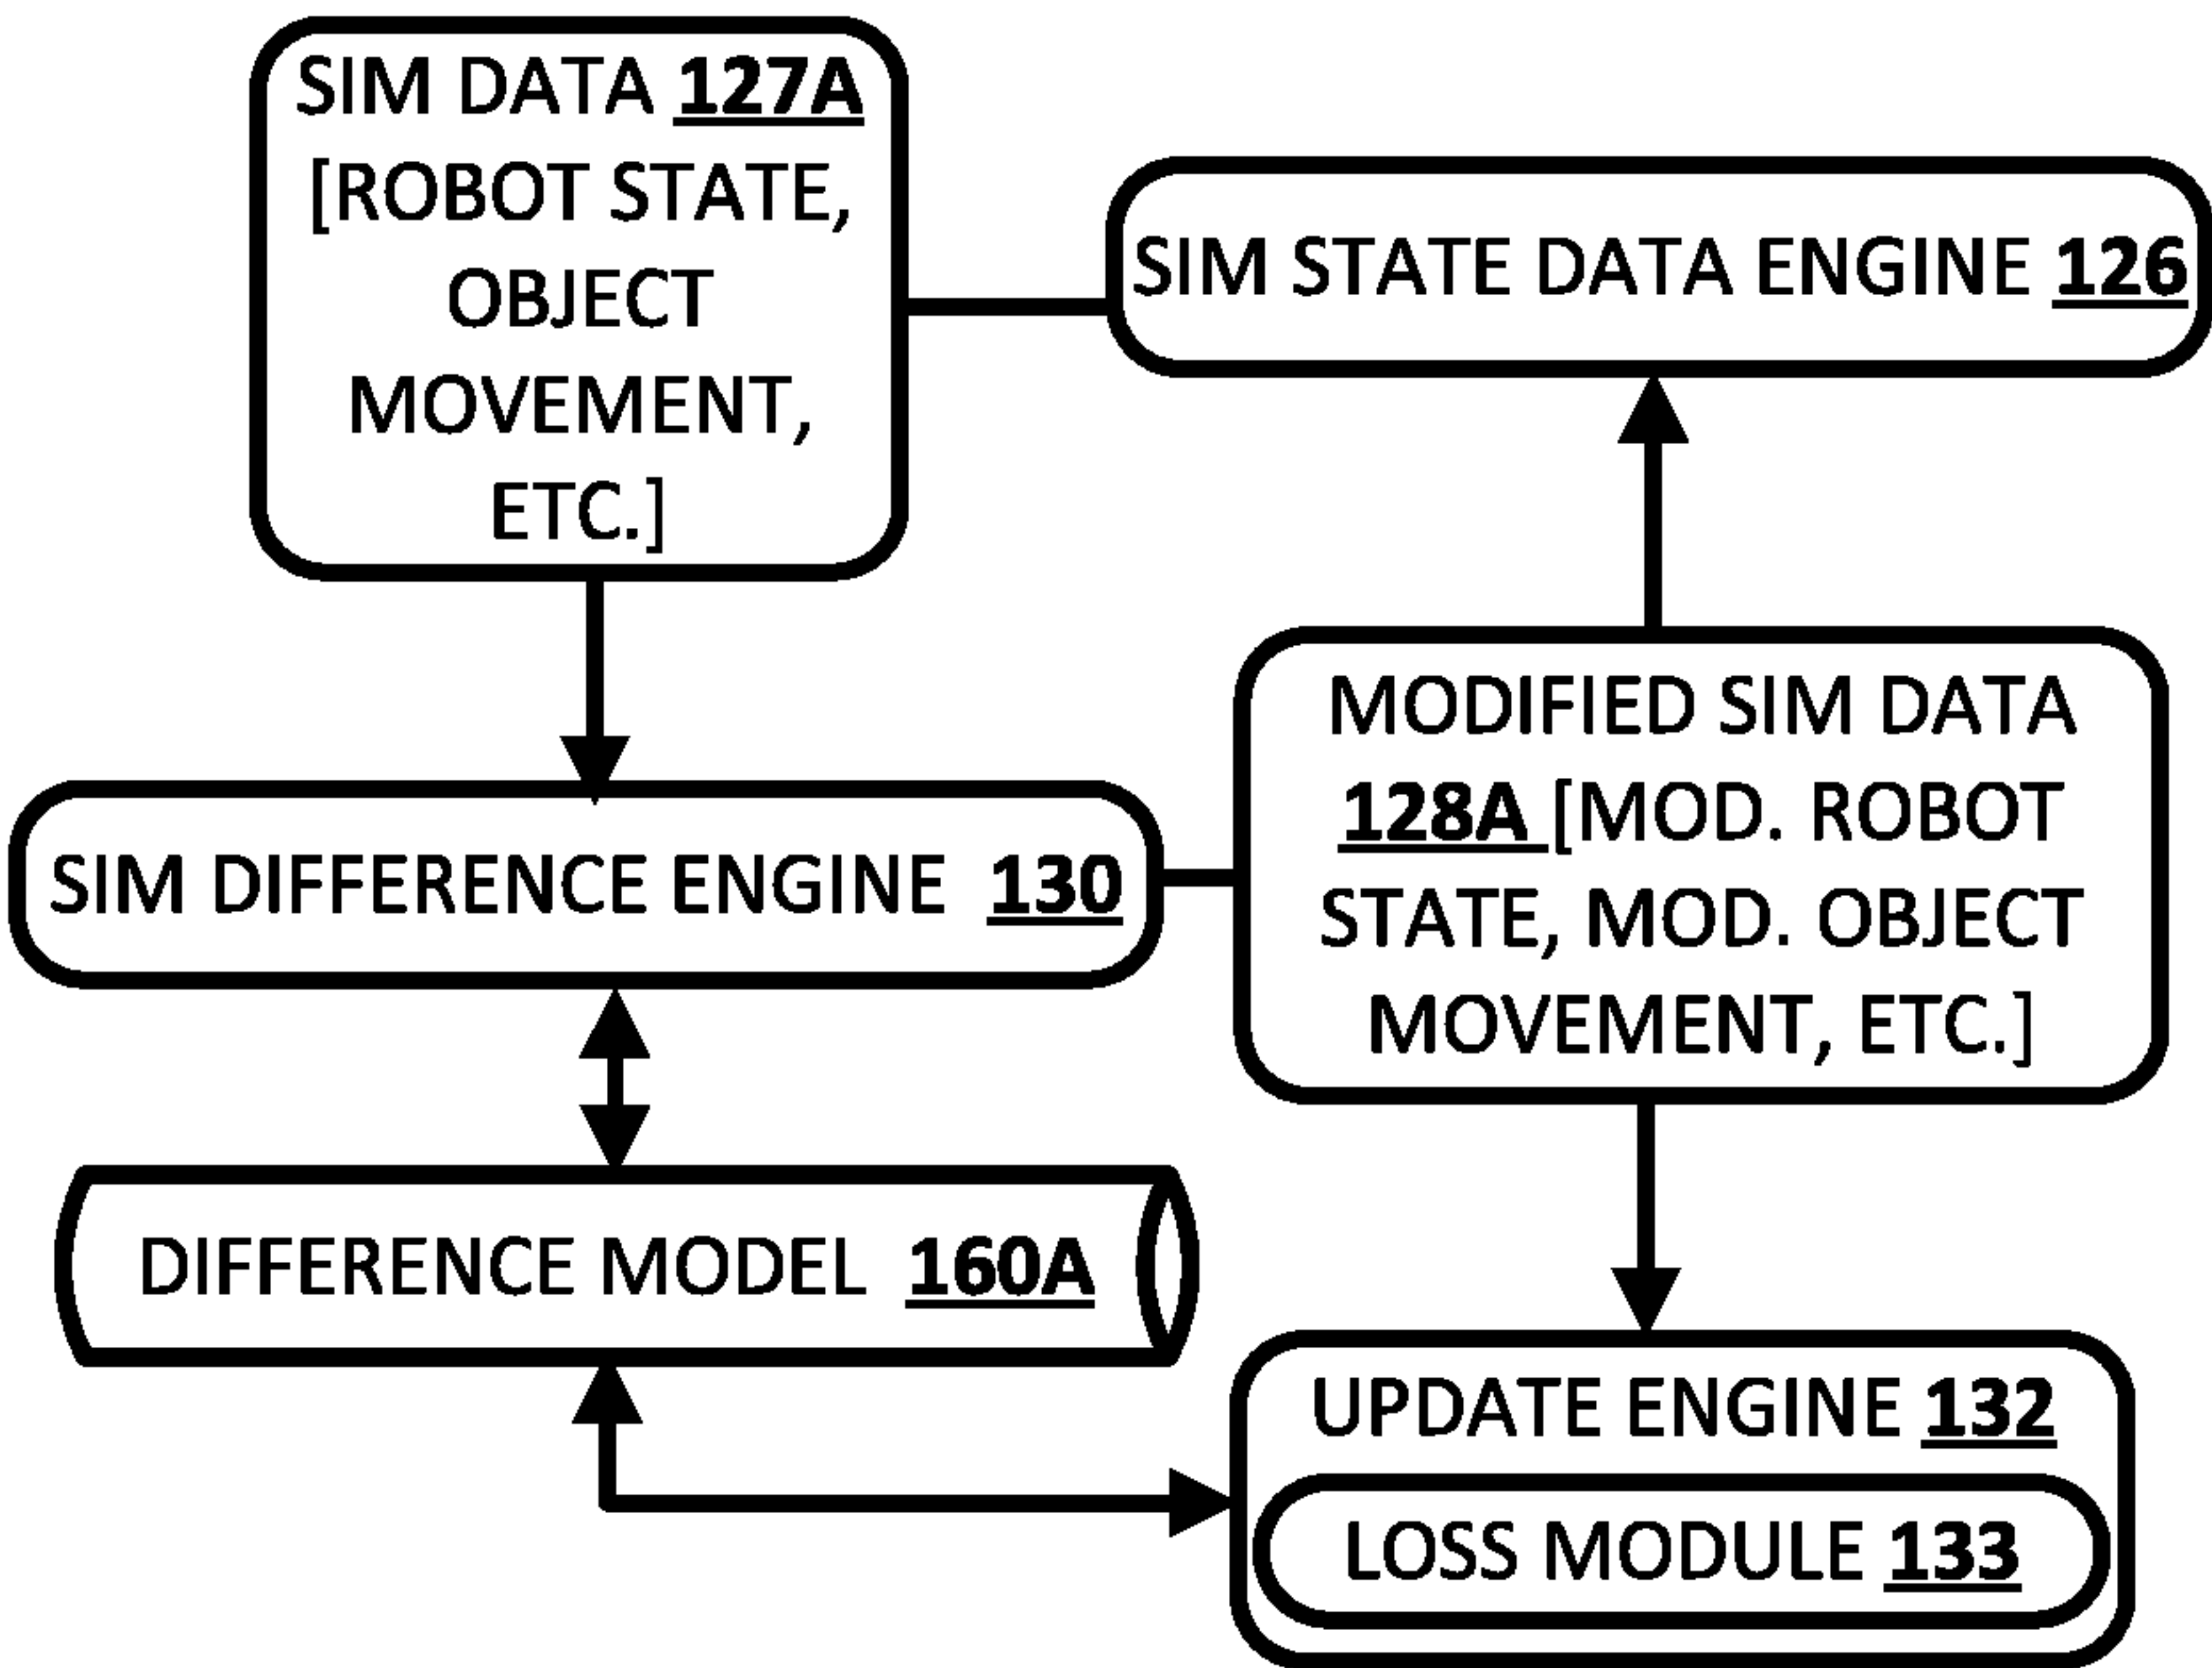 SIM DATA 127A
[ROBOT STATE,
OBJECT
MOVEMENT,
ETC.]
SIM STATE DATA ENGINE 126
MODIFIED SIM DATA
128A [MOD. ROBOT
STATE, MOD. OBJECT
MOVEMENT, ETC.]
SIM DIFFERENCE ENGINE 130
DIFFERENCE MODEL 160A
UPDATE ENGINE 132
LOSS MODULE 133